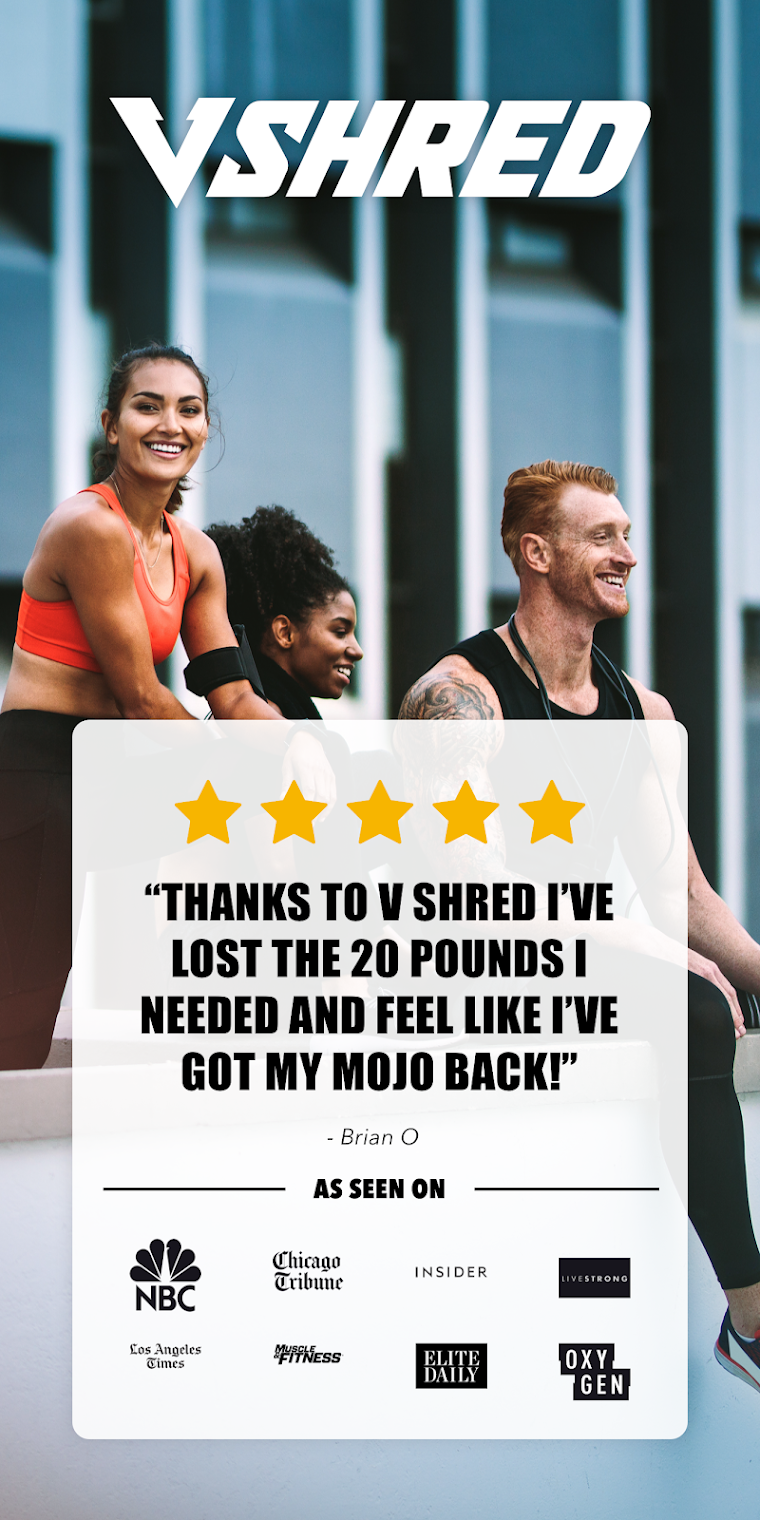 VSHRED
“THANKS TO V SHRED I’VE
LOST THE 20 POUNDS I
NEEDED AND FEEL LIKE I’VE
GOT MY MOJO BACK!”
- Brian O
AS SEEN ON
NBC
Chicago
Tribune
INSIDER
LIVESTRONG
Los Angeles
Times
MUSCLE
& FITNESS
ELITE
DAILY
OXY
GEN